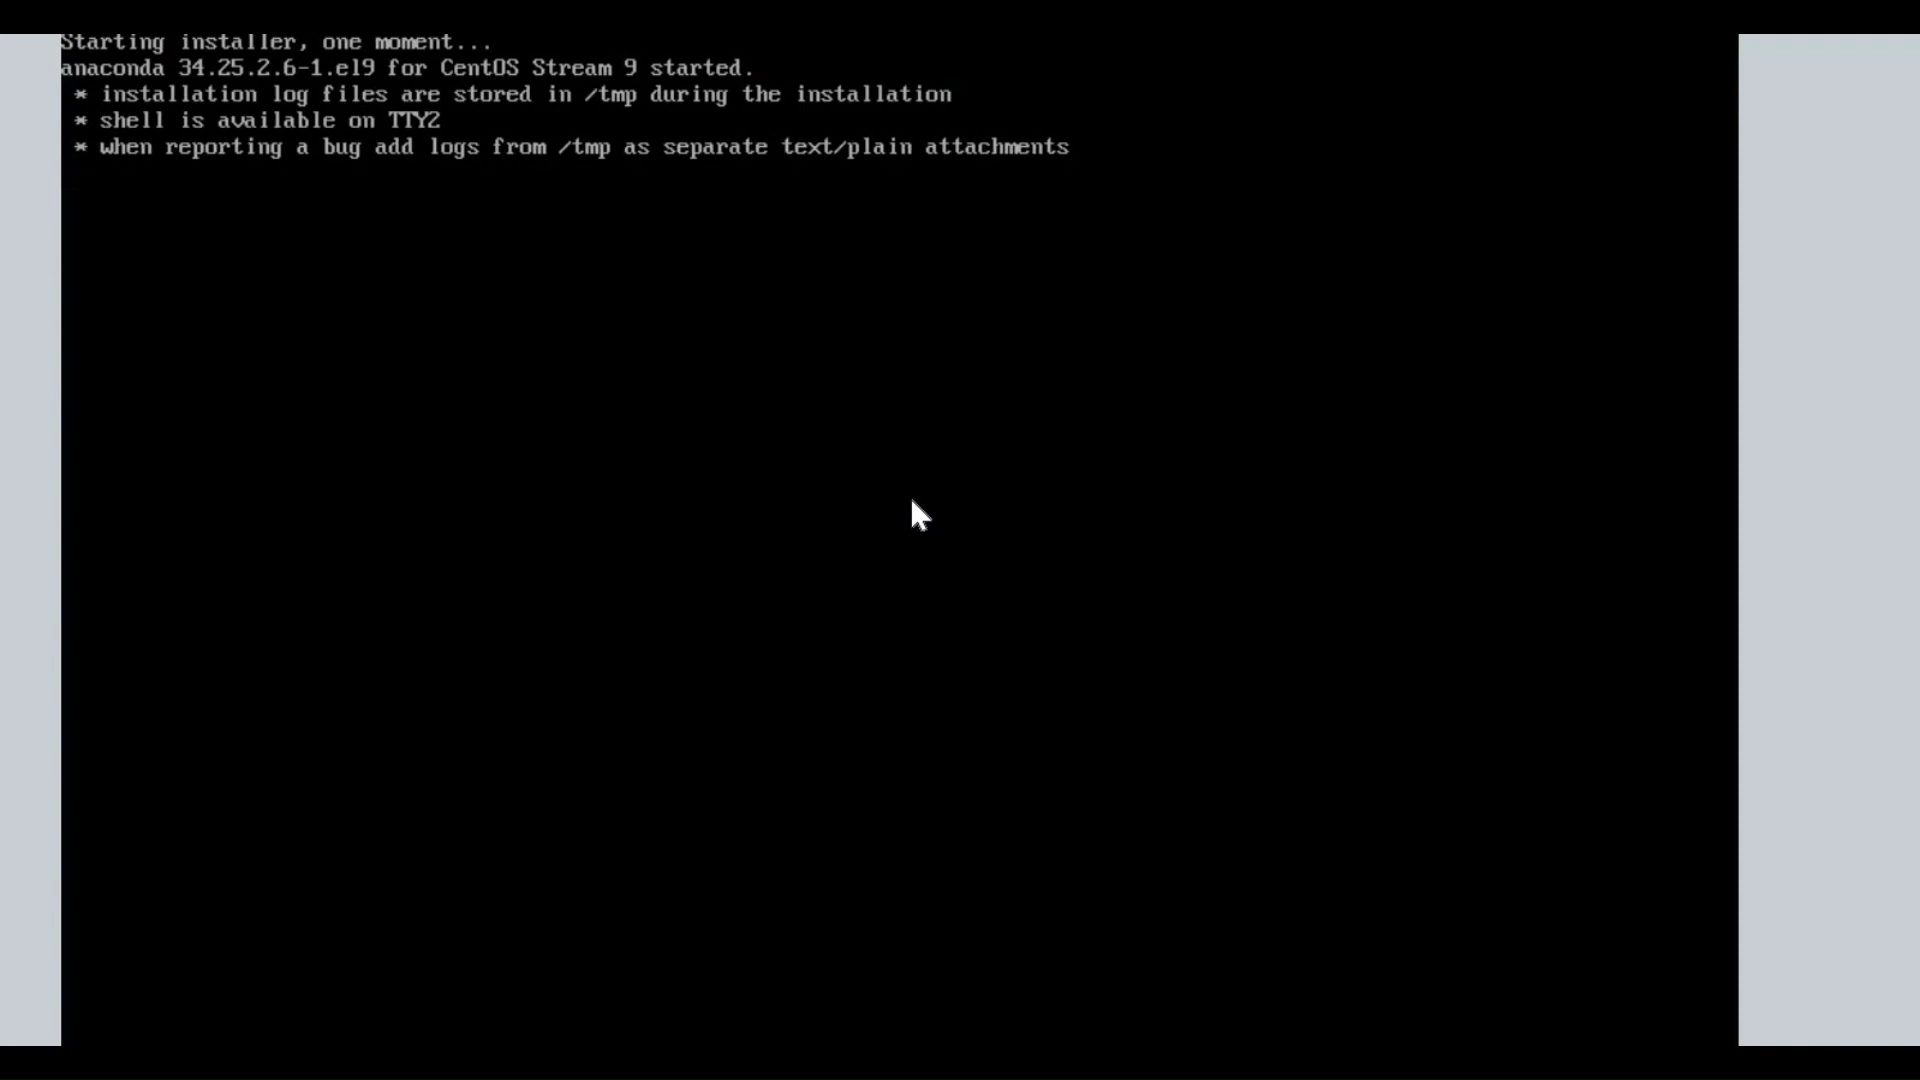 Starting installer, one moment...
anaconda 34.25.2.6-1.el9 for CentOS Stream 9 started.
* installation log files are stored in /tmp during the installation
* shell is available on TTY2
* when reporting a bug add logs from /tmp as separate text/plain attachments